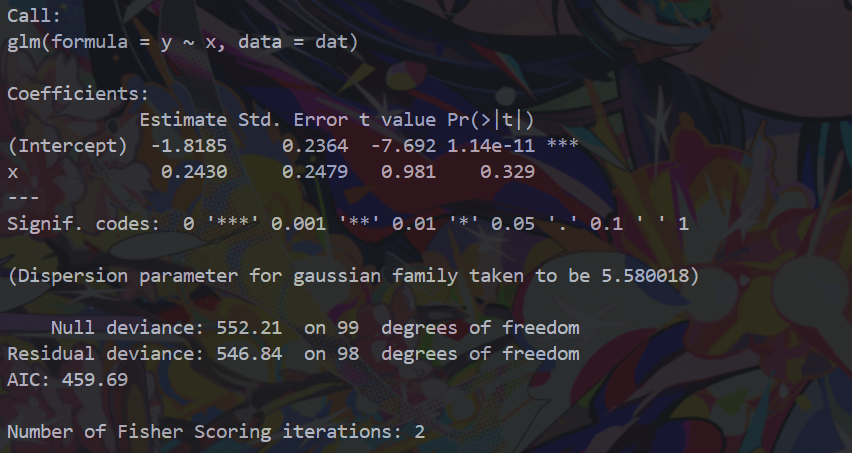 Call:
glm(formula = y ~ x, data = dat)
Coefficients:
Estimate Std. Error t value Pr(>|t|)
(Intercept) -1.8185 0.2364 -7.692 1.14e-11 ***
x 0.2430 0.2479 0.981 0.329
---
Signif. codes: 0 '***' 0.001 '**' 0.01 '*' 0.05 '.' 0.1 ' ' 1
(Dispersion parameter for gaussian family taken to be 5.580018)
Null deviance: 552.21 on 99 degrees of freedom
Residual deviance: 546.84 on 98 degrees of freedom
AIC: 459.69
Number of Fisher Scoring iterations: 2